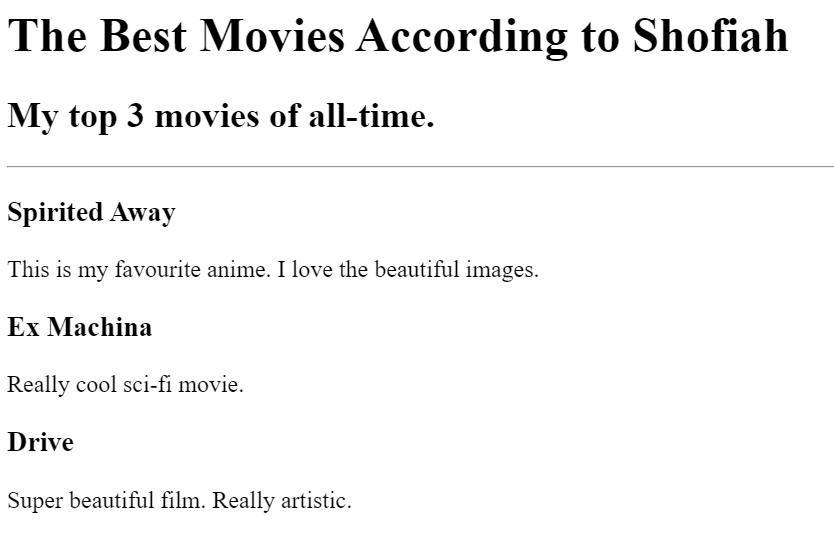 The Best Movies According to Shofiah
My top 3 movies of all-time.
Spirited Away
This is my favourite anime. I love the beautiful images.
Ex Machina
Really cool sci-fi movie.
Drive
Super beautiful film. Really artistic.